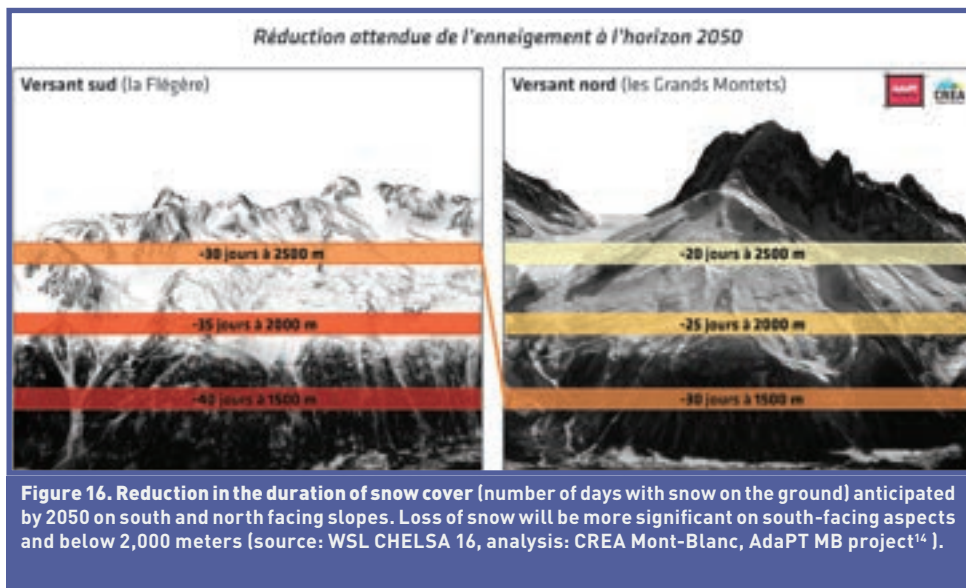 Réduction attendue de l'enneigement à l'horizon 2050
Versant sud (la Flégère)
-30 jours à 2500 m
-35 jours à 2000 m
-40 jours à 1500 m
Versant nord (les Grands Montets)
CREA
-20 jours à 2500 m
-25 jours à 2000 m
-30 jours à 1500 m
Figure 16. Reduction in the duration of snow cover (number of days with snow on the ground) anticipated
by 2050 on south and north facing slopes. Loss of snow will be more significant on south-facing aspects
and below 2,000 meters (source: WSL CHELSA 16, analysis: CREA Mont-Blanc, AdaPT MB project¹⁴ ).